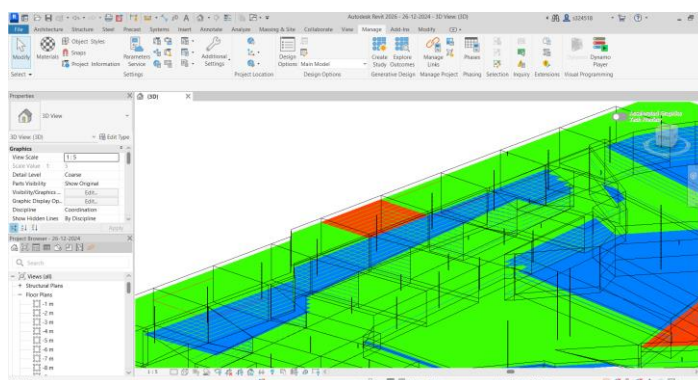 Autodesk Revit 2026 - 26-12-2024 - 3D View: {3D}
c324518
File Architecture Structure Steel Precast Systems Insert Annotate Analyze Massing & Site Collaborate View Manage Add-Ins Modify
Modify
Materials
Object Styles
Snaps
Project Information
Parameters Service
Additional Settings
Design Options
Main Model
Create Study
Explore Outcomes
Manage Links
Phases
Dynamo Player
Select Settings Project Location Design Options Generative Design Manage Project Phasing Selection Inquiry Extensions Visual Programming
Properties
{3D}
3D View
3D View: {3D}
Edit Type
Graphics
View Scale 1 : 5
Scale Value 1: 5
Detail Level Coarse
Parts Visibility Show Original
Visibility/Graphics ... Edit...
Graphic Display Op... Edit...
Discipline Coordination
Show Hidden Lines By Discipline
Apply
Project Browser - 26-12-2024
Search
Views (all)
Structural Plans
Floor Plans
-1 m
-2 m
-3 m
-4 m
-5 m
-6 m
-7 m
-8 m
1 : 5